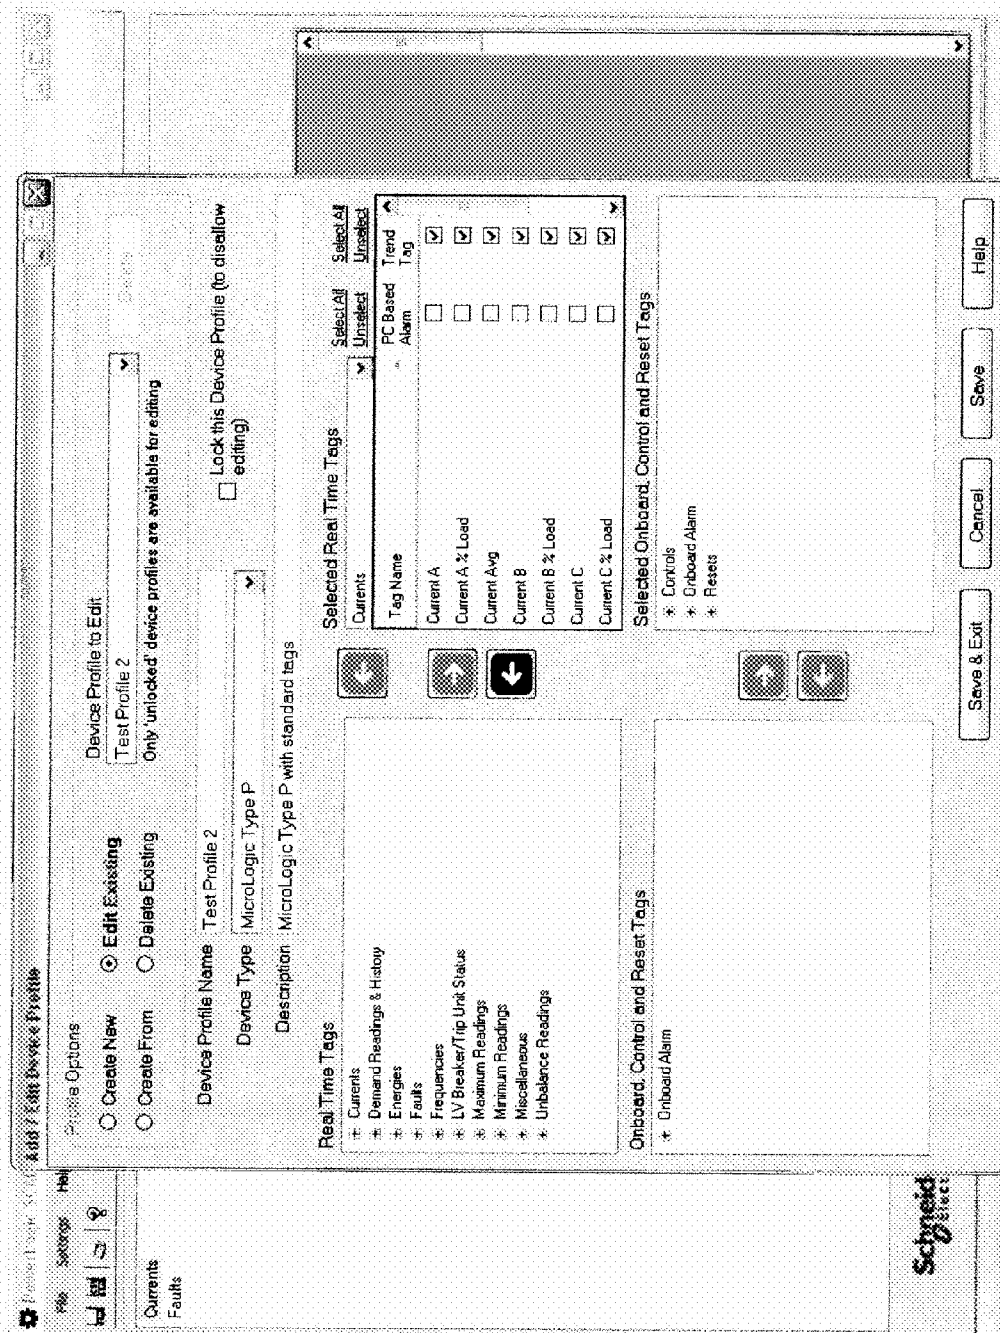 Add / Edit Device Profile
File Settings Help
Currents
Faults
Schneid
Elect
Profile Options
Create New
Edit Existing
Create From
Delete Existing
Device Profile to Edit
Test Profile 2
Only 'unlocked' device profiles are available for editing
Delete
Device Profile Name Test Profile 2
Device Type MicroLogic Type P
Description MicroLogic Type P with standard tags
Lock this Device Profile (to disallow
editing)
Real Time Tags
Currents
Demand Readings & History
Energies
Faults
Frequencies
LV Breaker/Trip Unit Status
Maximum Readings
Minimum Readings
Miscellaneous
Unbalance Readings
Selected Real Time Tags
Currents
Select All
Unselect
Select All
Unselect
Tag Name
PC Based
Alarm
Trend
Tag
Current A
Current A % Load
Current Avg
Current B
Current B % Load
Current C
Current C % Load
Onboard, Control and Reset Tags
Onboard Alarm
Selected Onboard, Control and Reset Tags
Controls
Onboard Alarm
Resets
Save & Exit
Cancel
Save
Help